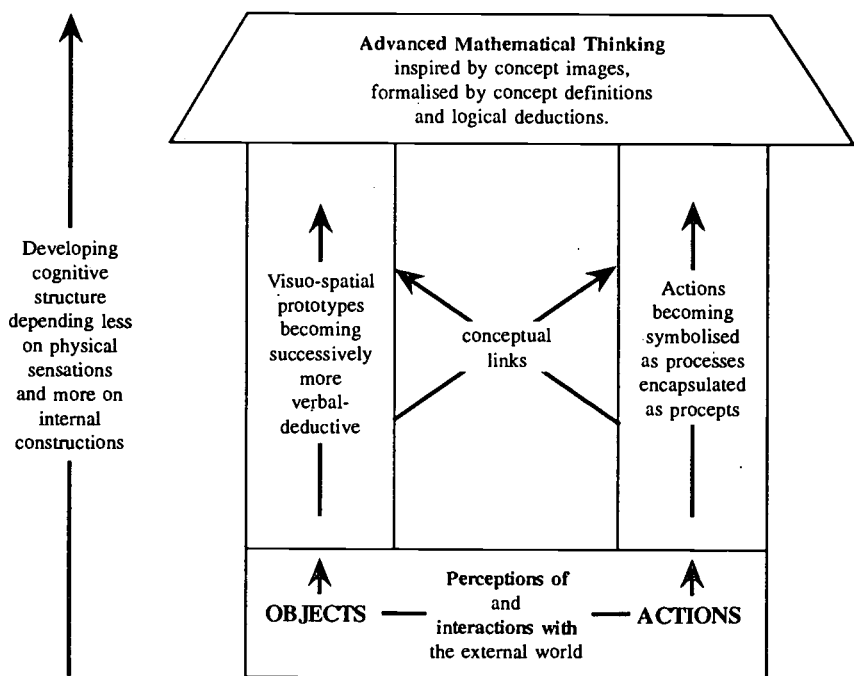 Advanced Mathematical Thinking
inspired by concept images,
formalised by concept definitions
and logical deductions.
Developing
cognitive
structure
depending less
on physical
sensations
and more on
internal
constructions
Visuo-spatial
prototypes
becoming
successively
more
verbal-
deductive
conceptual
links
Actions
becoming
symbolised
as processes
encapsulated
as procepts
Perceptions of
and
OBJECTS
interactions with
ACTIONS
the external world